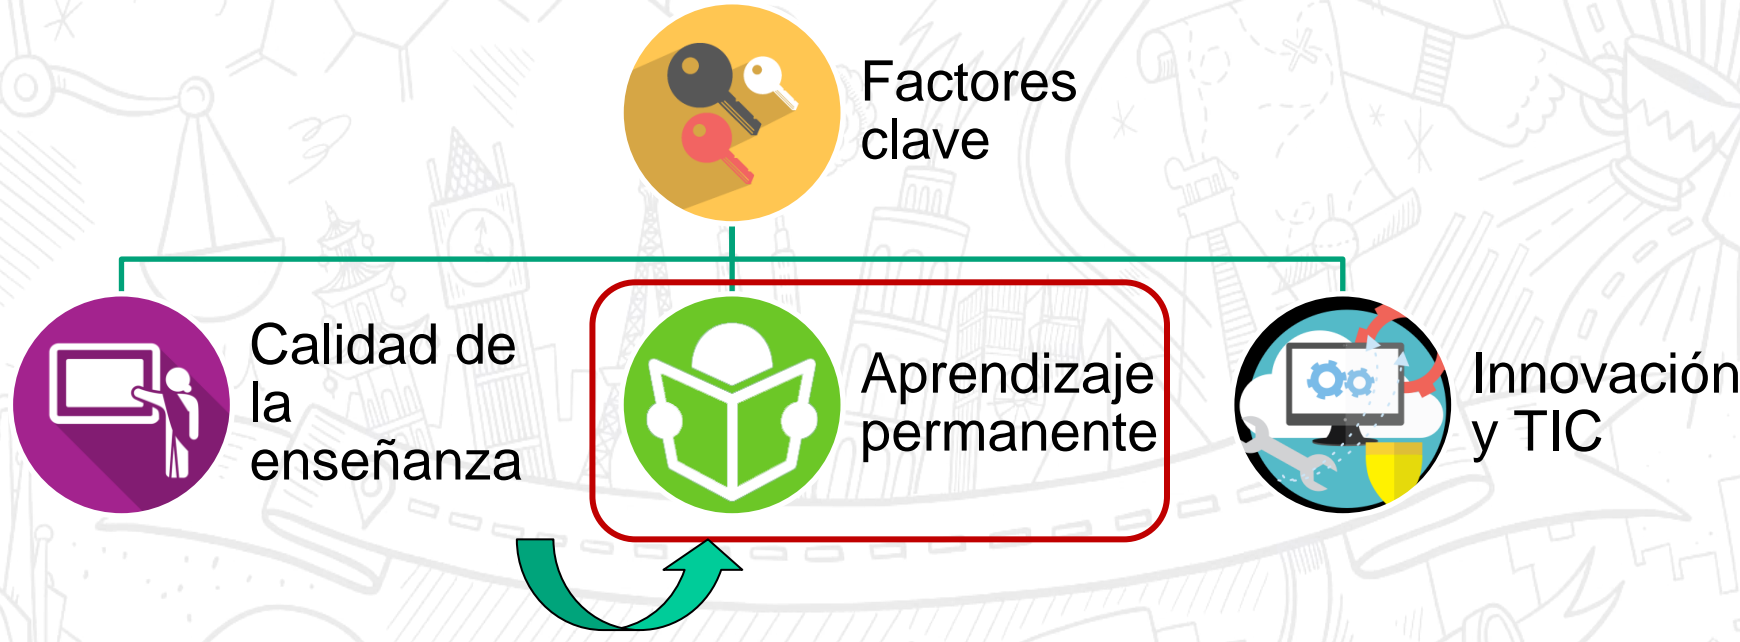 Factores
clave
Calidad de
la
enseñanza
Aprendizaje
permanente
Innovación
y TIC